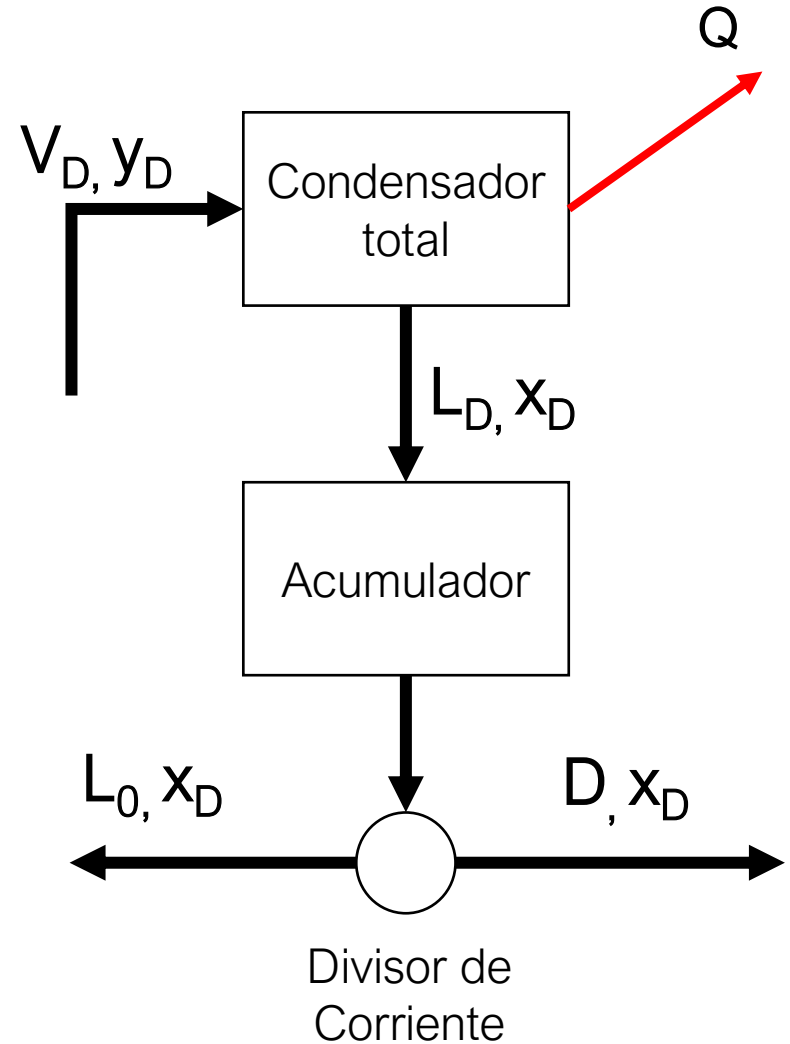 Q
V_D, y_D
Condensador
total
L_D, x_D
Acumulador
L_0, x_D
D, x_D
Divisor de
Corriente